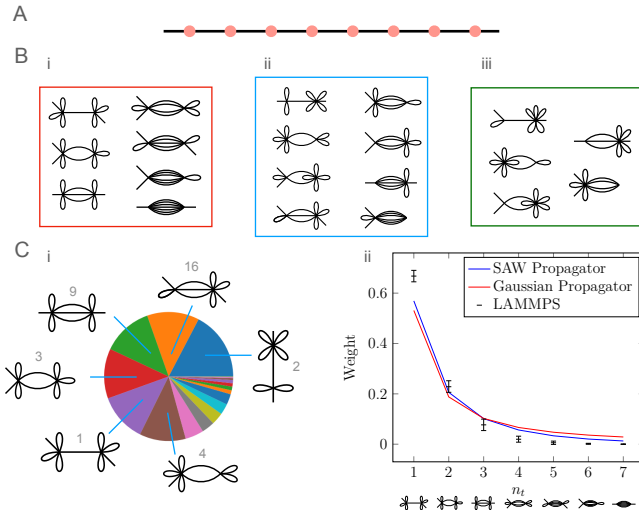 A
B
i
ii
iii
C
i
ii
16
9
2
3
1
4
SAW Propagator
Gaussian Propagator
LAMMPS
Weight
0.6
0.4
0.2
0
1 2 3 4 5 6 7
n_t